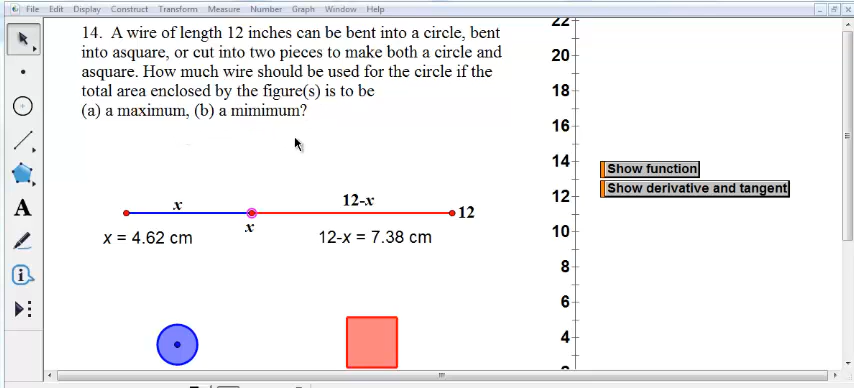 File Edit Display Construct Transform Measure Number Graph Window Help
14. A wire of length 12 inches can be bent into a circle, bent
into asquare, or cut into two pieces to make both a circle and
asquare. How much wire should be used for the circle if the
total area enclosed by the figure(s) is to be
(a) a maximum, (b) a mimimum?
x
12-x
12
x
x = 4.62 cm
12-x = 7.38 cm
A
22
20
18
16
14
12
10
8
6
4
Show function
Show derivative and tangent